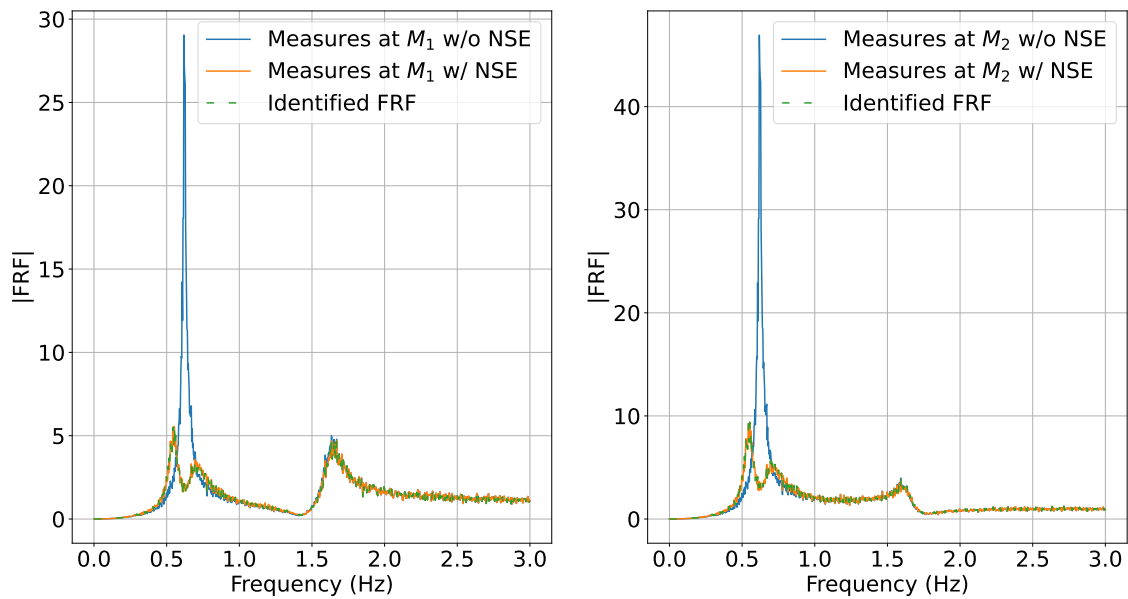 Measures at M₁ w/o NSE
Measures at M₁ w/ NSE
Identified FRF
30
25
20
15
10
5
0
|FRF|
0.0 0.5 1.0 1.5 2.0 2.5 3.0
Frequency (Hz)
Measures at M₂ w/o NSE
Measures at M₂ w/ NSE
Identified FRF
40
30
20
10
0
|FRF|
0.0 0.5 1.0 1.5 2.0 2.5 3.0
Frequency (Hz)